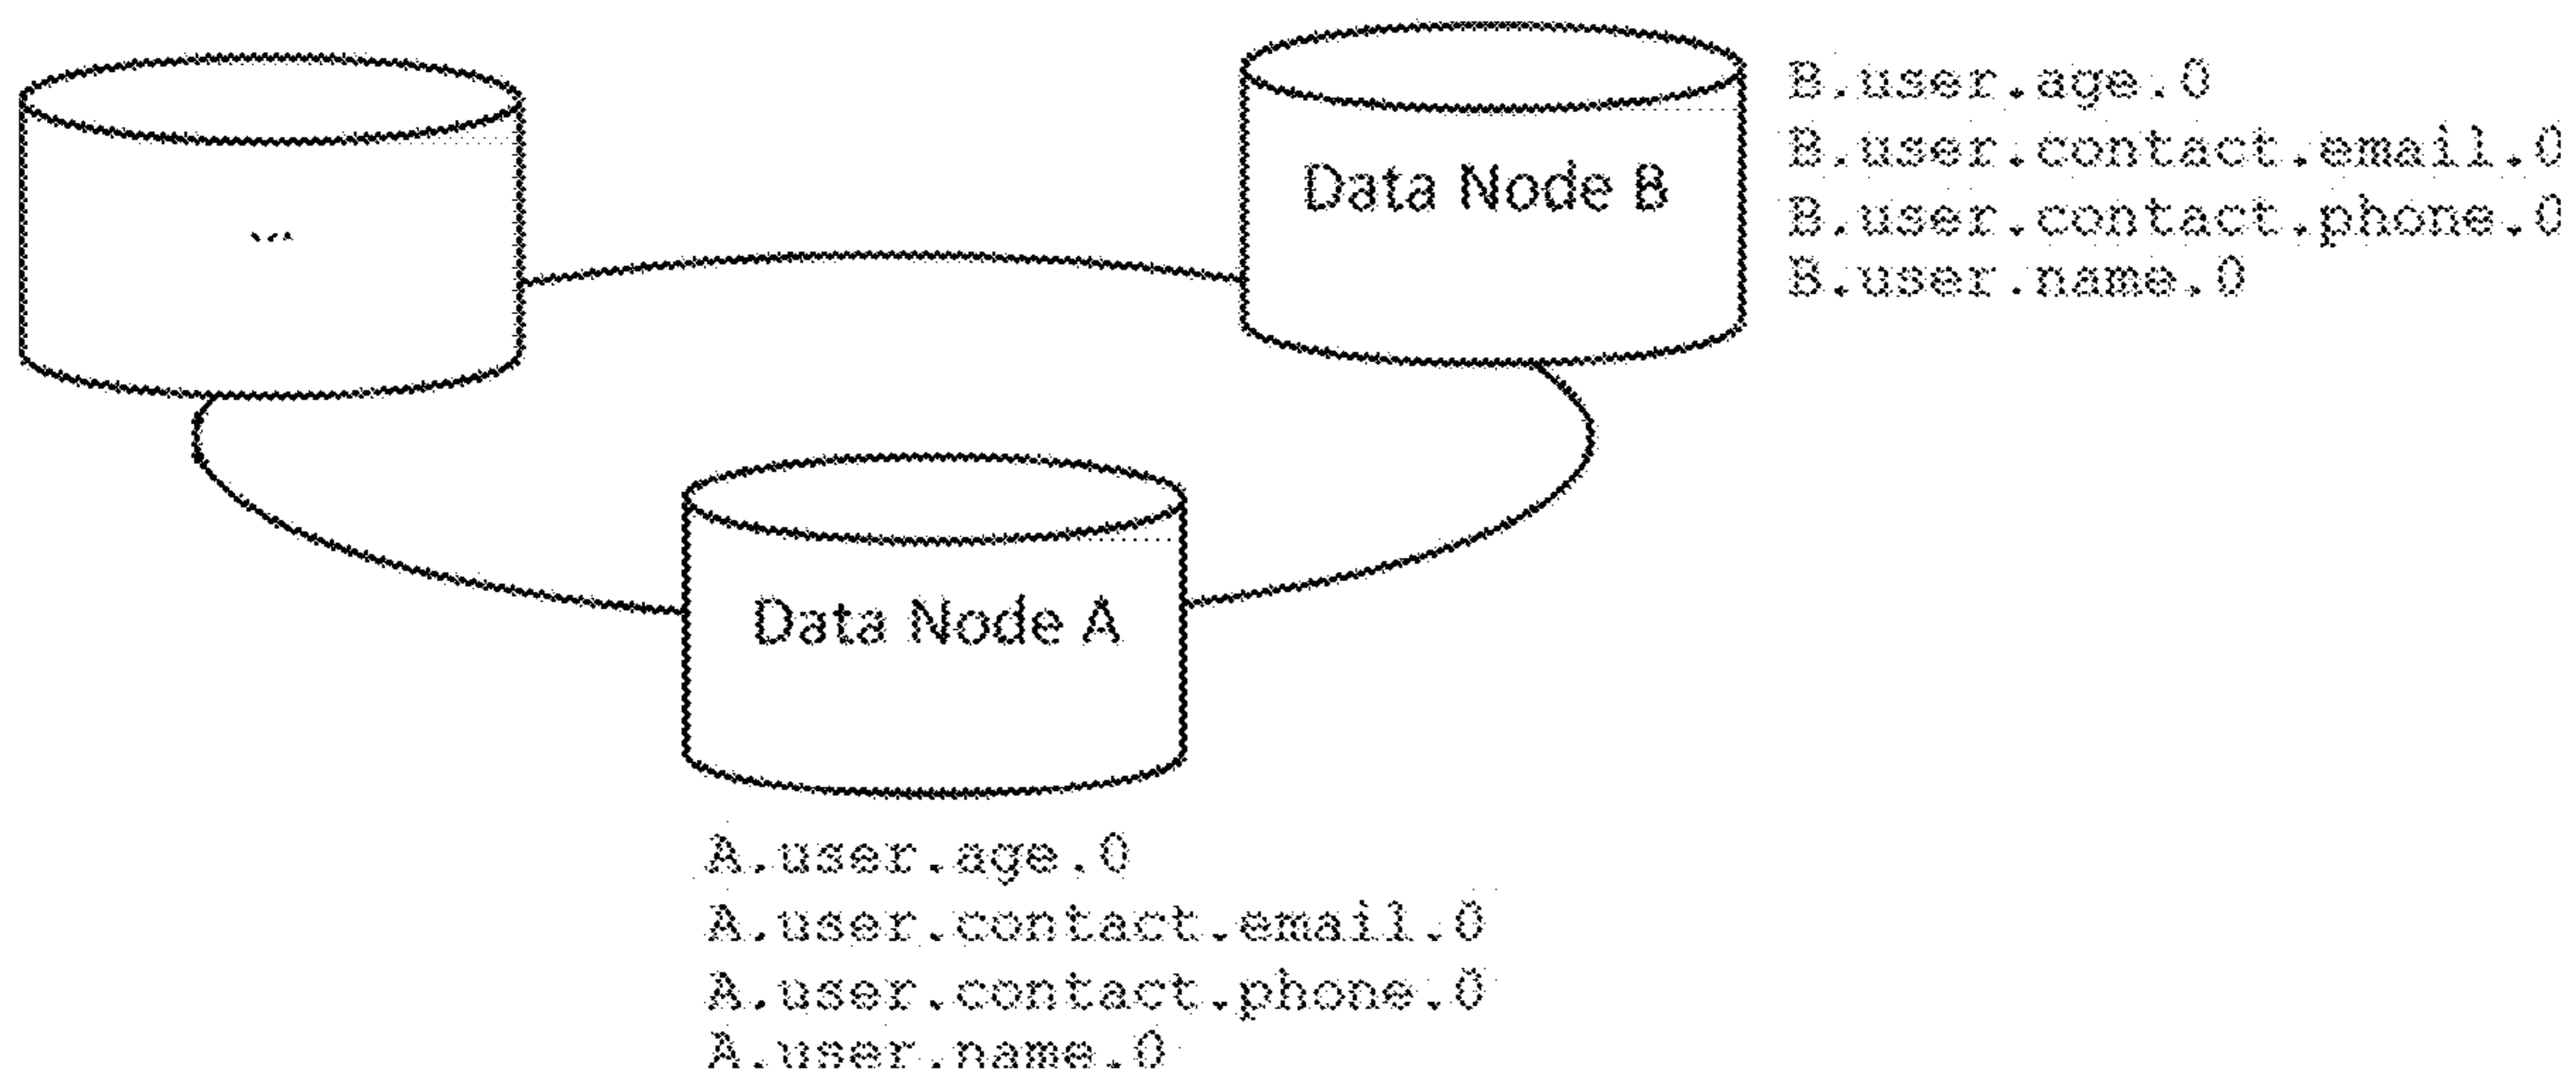 ...
Data Node B
B.user.age.0
B.user.contact.email.0
B.user.contact.phone.0
B.user.name.0
Data Node A
A.user.age.0
A.user.contact.email.0
A.user.contact.phone.0
A.user.name.0